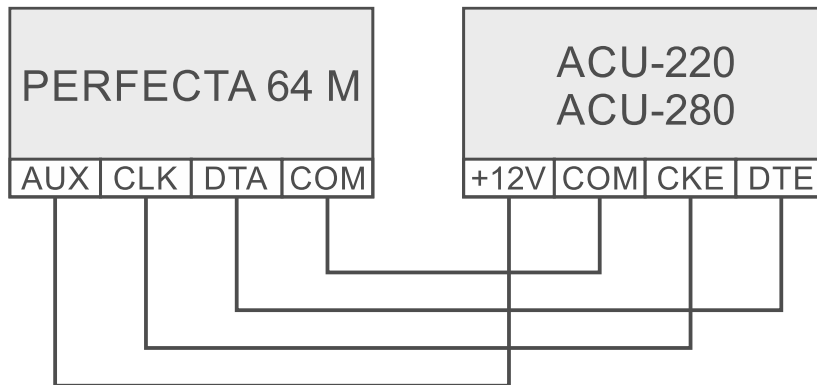 PERFECTA 64 M
AUX CLK DTA COM
ACU-220
ACU-280
+12V COM CKE DTE